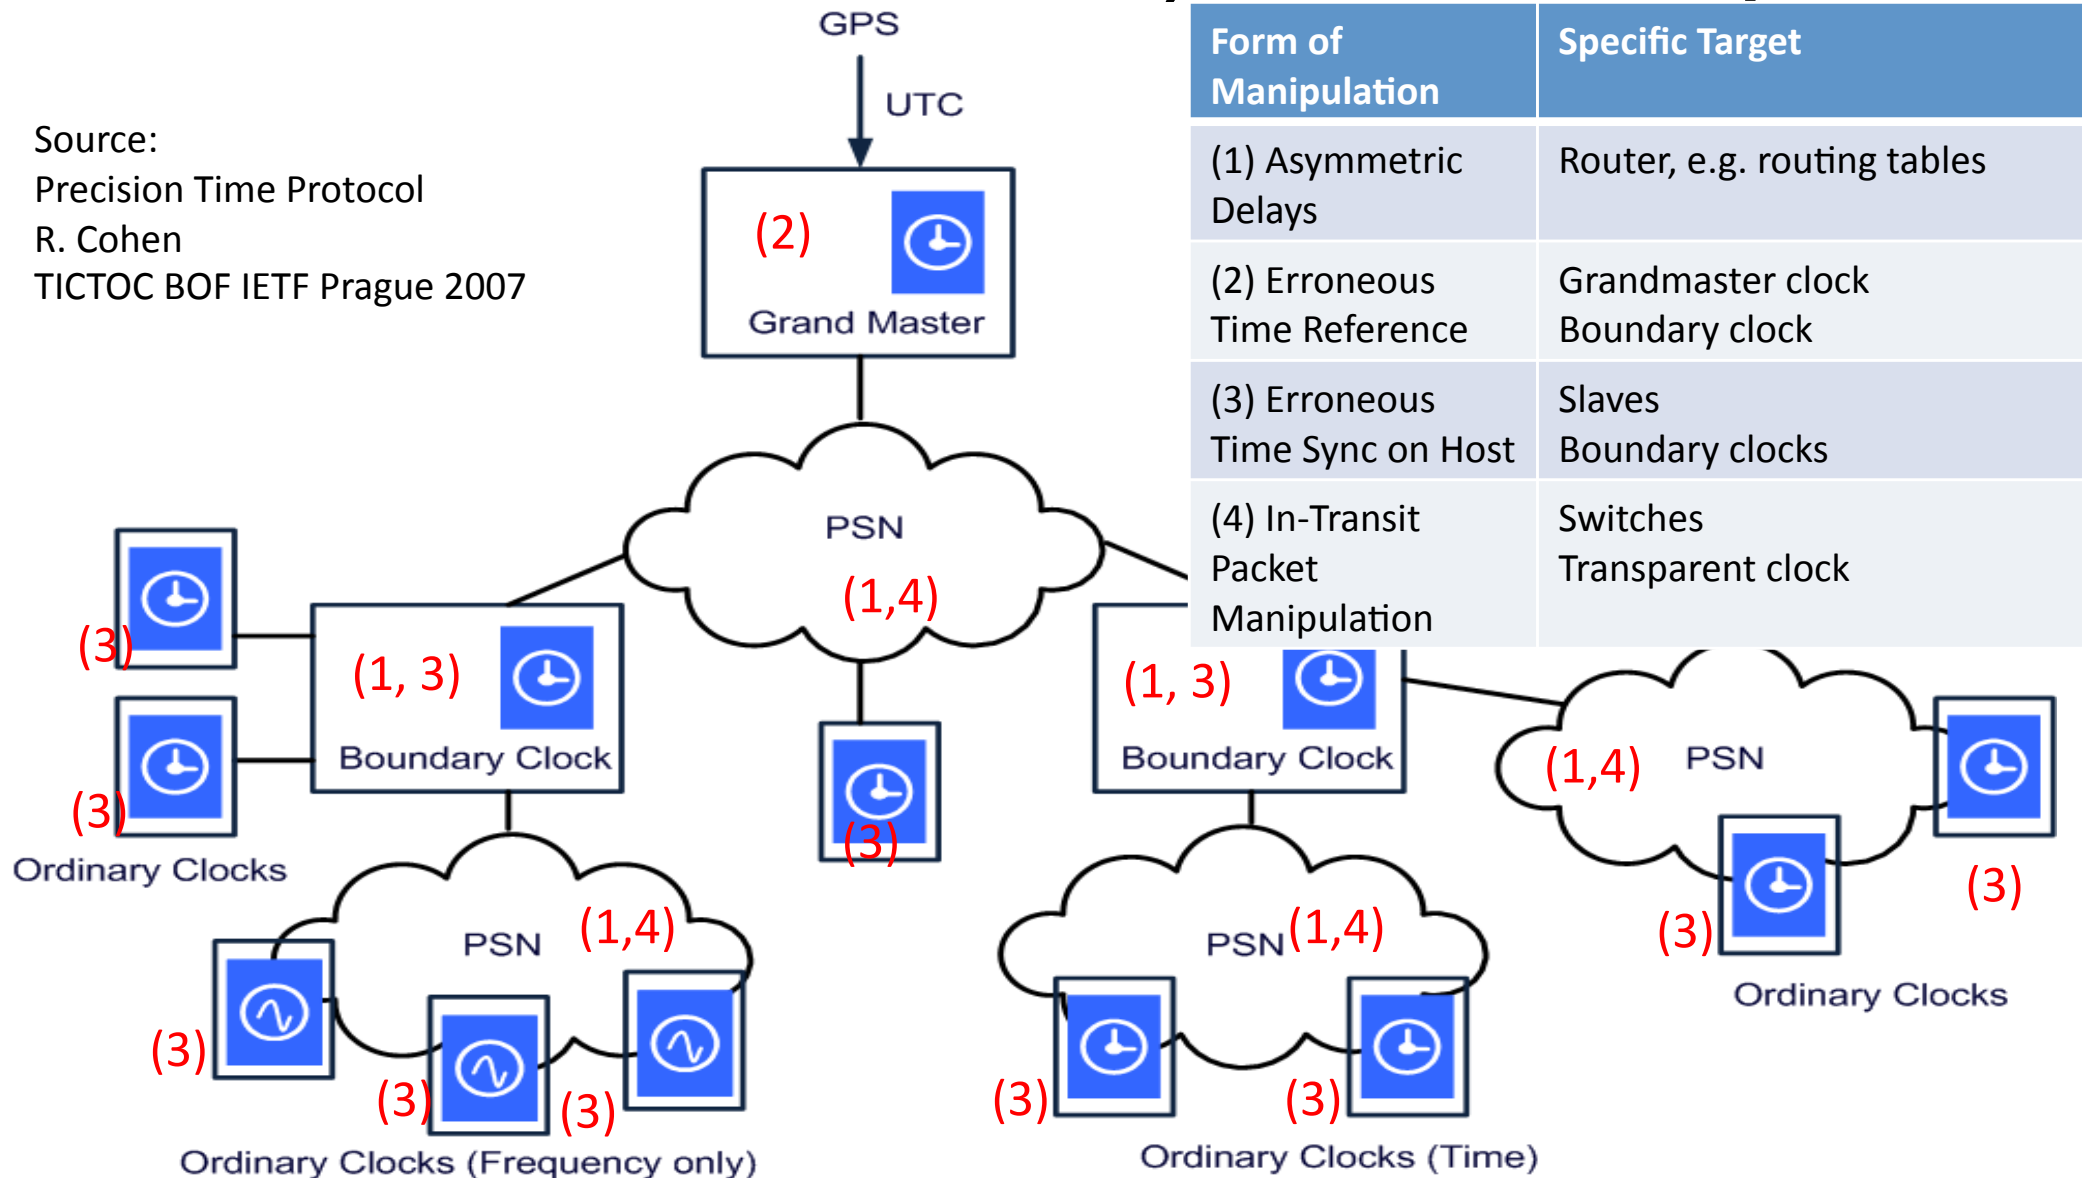 GPS
UTC
Source:
Precision Time Protocol
R. Cohen
TICTOC BOF IETF Prague 2007
Form of
Manipulation
Specific Target
(1) Asymmetric
Delays
Router, e.g. routing tables
(2) Erroneous
Time Reference
Grandmaster clock
Boundary clock
(3) Erroneous
Time Sync on Host
Slaves
Boundary clocks
(4) In-Transit
Packet
Manipulation
Switches
Transparent clock
(2)
Grand Master
PSN
(1,4)
(3)
(1, 3)
Boundary Clock
(3)
Ordinary Clocks
(3)
(1, 3)
Boundary Clock
(1,4)
PSN
(3)
(3)
Ordinary Clocks
PSN
(1,4)
(3)
(3)
(3)
Ordinary Clocks (Frequency only)
PSN
(1,4)
(3)
(3)
Ordinary Clocks (Time)